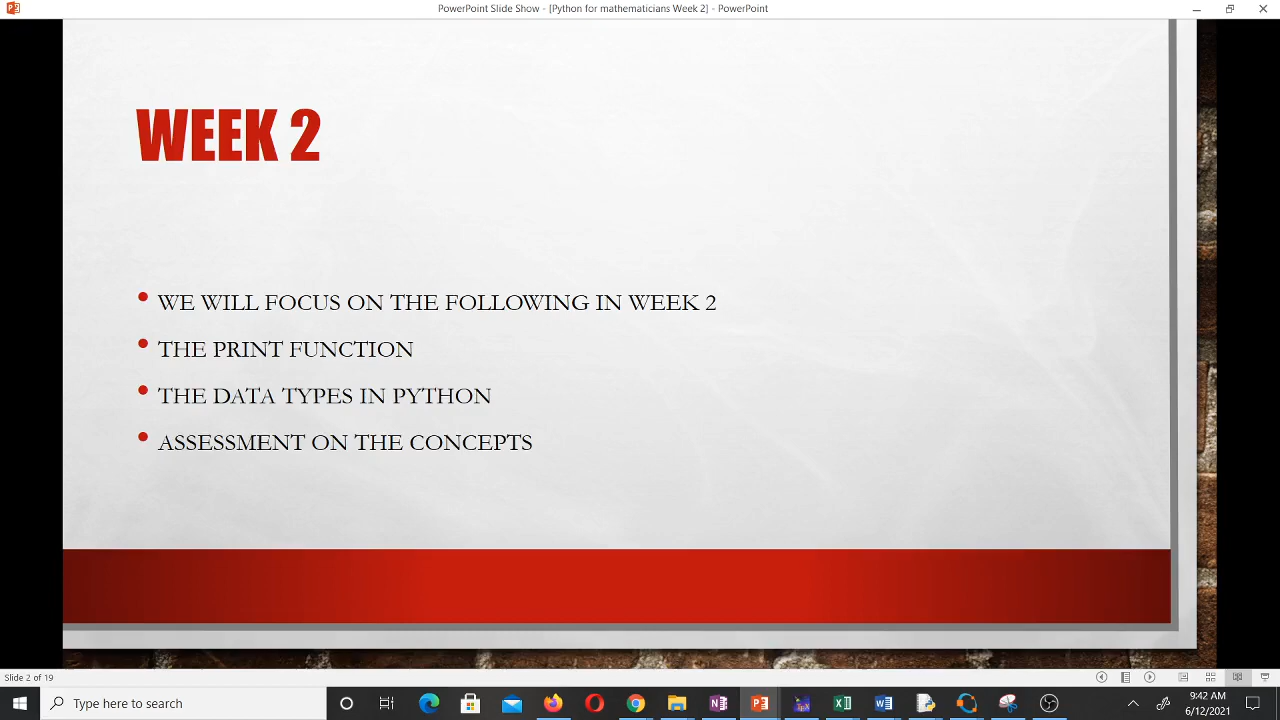 PowerPoint Slide Show - [Python for mathematicians Week 2] - PowerPoint
WEEK 2
WE WILL FOCUS ON THE FOLLOWING IN WEEK 2
THE PRINT FUNCTION
THE DATA TYPES IN PYTHON
ASSESSMENT ON THE CONCEPTS
Slide 2 of 19
Type here to search
9:42 AM
6/12/2021